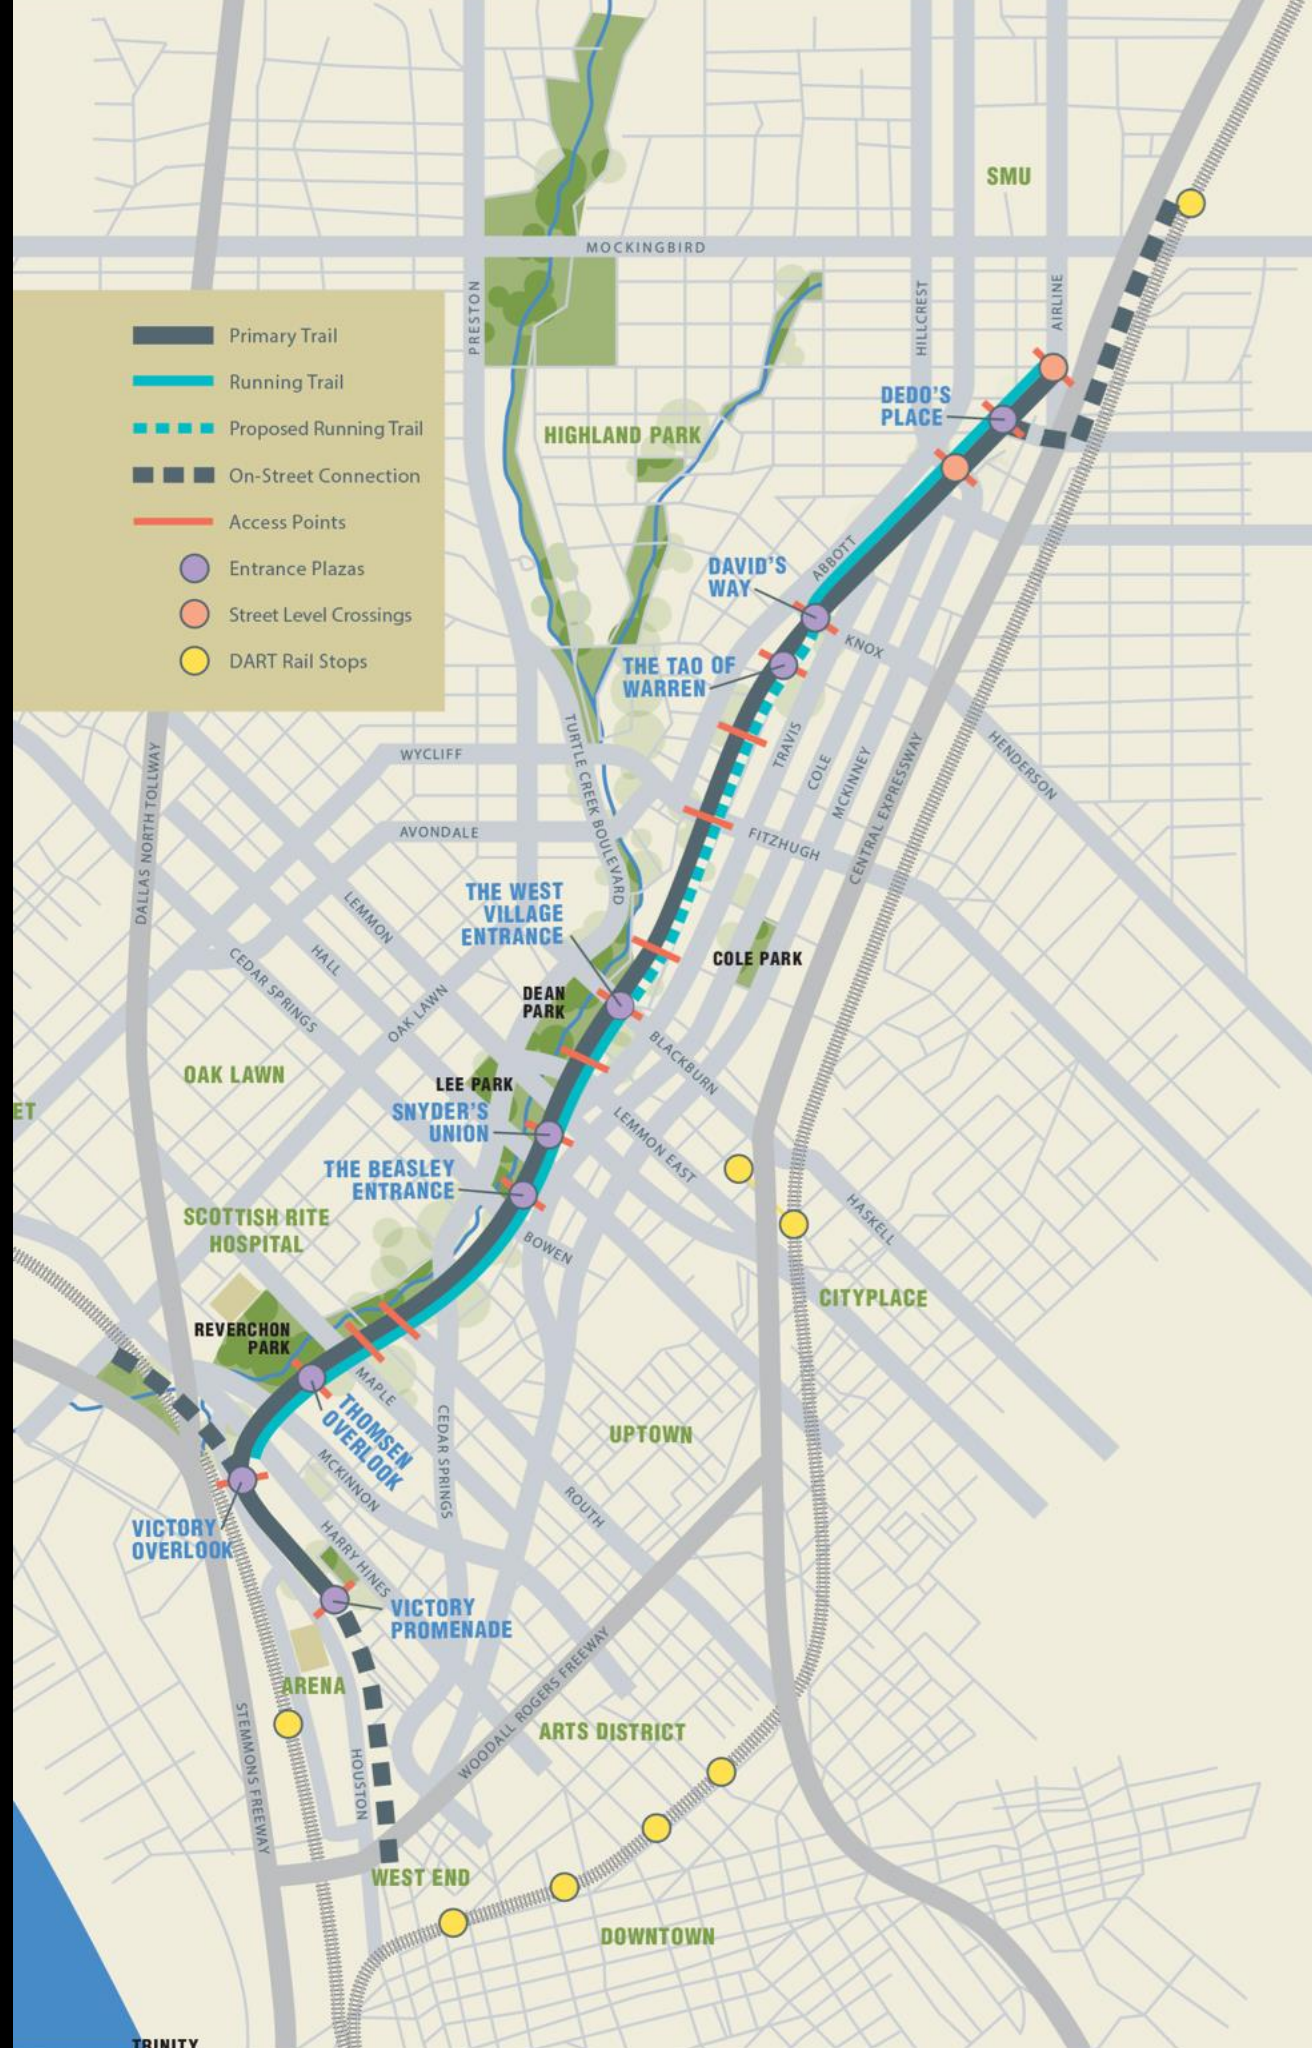 SMU
MOCKINGBIRD
PRESTON
HILLCREST
AIRLINE
Primary Trail
Running Trail
Proposed Running Trail
On-Street Connection
Access Points
Entrance Plazas
Street Level Crossings
DART Rail Stops
DEDO'S
PLACE
HIGHLAND PARK
ABBOTT
DAVID'S
WAY
KNOX
THE TAO OF
WARREN
TURTLE CREEK BOULEVARD
WYCLIFF
TRAVIS
COLE
MCKINNEY
CENTRAL EXPRESSWAY
HENDERSON
DALLAS NORTH TOLLWAY
AVONDALE
FITZHUGH
THE WEST
VILLAGE
ENTRANCE
LEMMON
HALL
CEDAR SPRINGS
OAK LAWN
COLE PARK
DEAN
PARK
BLACKBURN
OAK LAWN
LEE PARK
ET
SNYDER'S
UNION
LEMMON EAST
THE BEASLEY
ENTRANCE
HASKELL
SCOTTISH RITE
HOSPITAL
BOWEN
CITYPLACE
REVERCHON
PARK
MAPLE
THOMSEN
OVERLOOK
CEDAR SPRINGS
UPTOWN
MCKINNON
ROUTH
VICTORY
OVERLOOK
HARRY HINES
VICTORY
PROMENADE
ARENA
WOODALL ROGERS FREEWAY
ARTS DISTRICT
STEMMONS FREEWAY
HOUSTON
WEST END
DOWNTOWN
TRINITY